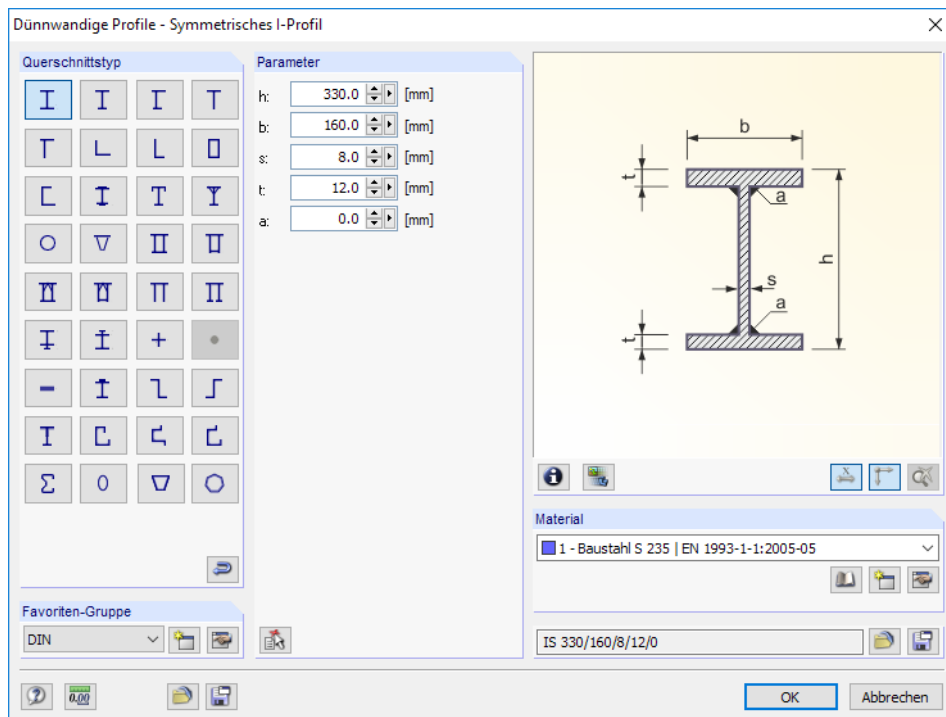 Dünnwandige Profile - Symmetrisches I-Profil
Querschnittstyp
Parameter
h: 330.0 [mm]
b: 160.0 [mm]
s: 8.0 [mm]
t: 12.0 [mm]
a: 0.0 [mm]
b
t
a
h
s
a
t
X
Material
1 - Baustahl S 235 | EN 1993-1-1:2005-05
Favoriten-Gruppe
DIN
IS 330/160/8/12/0
0.00
OK
Abbrechen